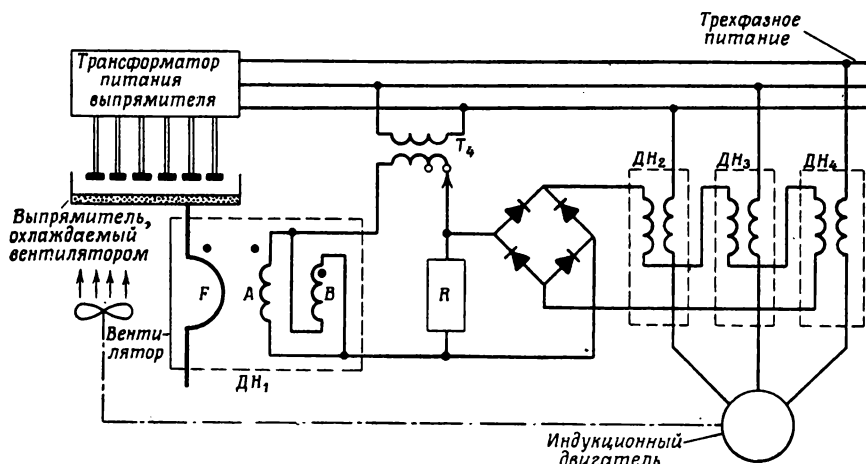 Трехфазное
питание
Трансформатор
питания
выпрямителя
T₄
ДН₂
ДН₃
ДН₄
Выпрямитель,
охлаждаемый
вентилятором
F
A
B
R
Венти-
лятор
ДН₁
Индукционный
двигатель